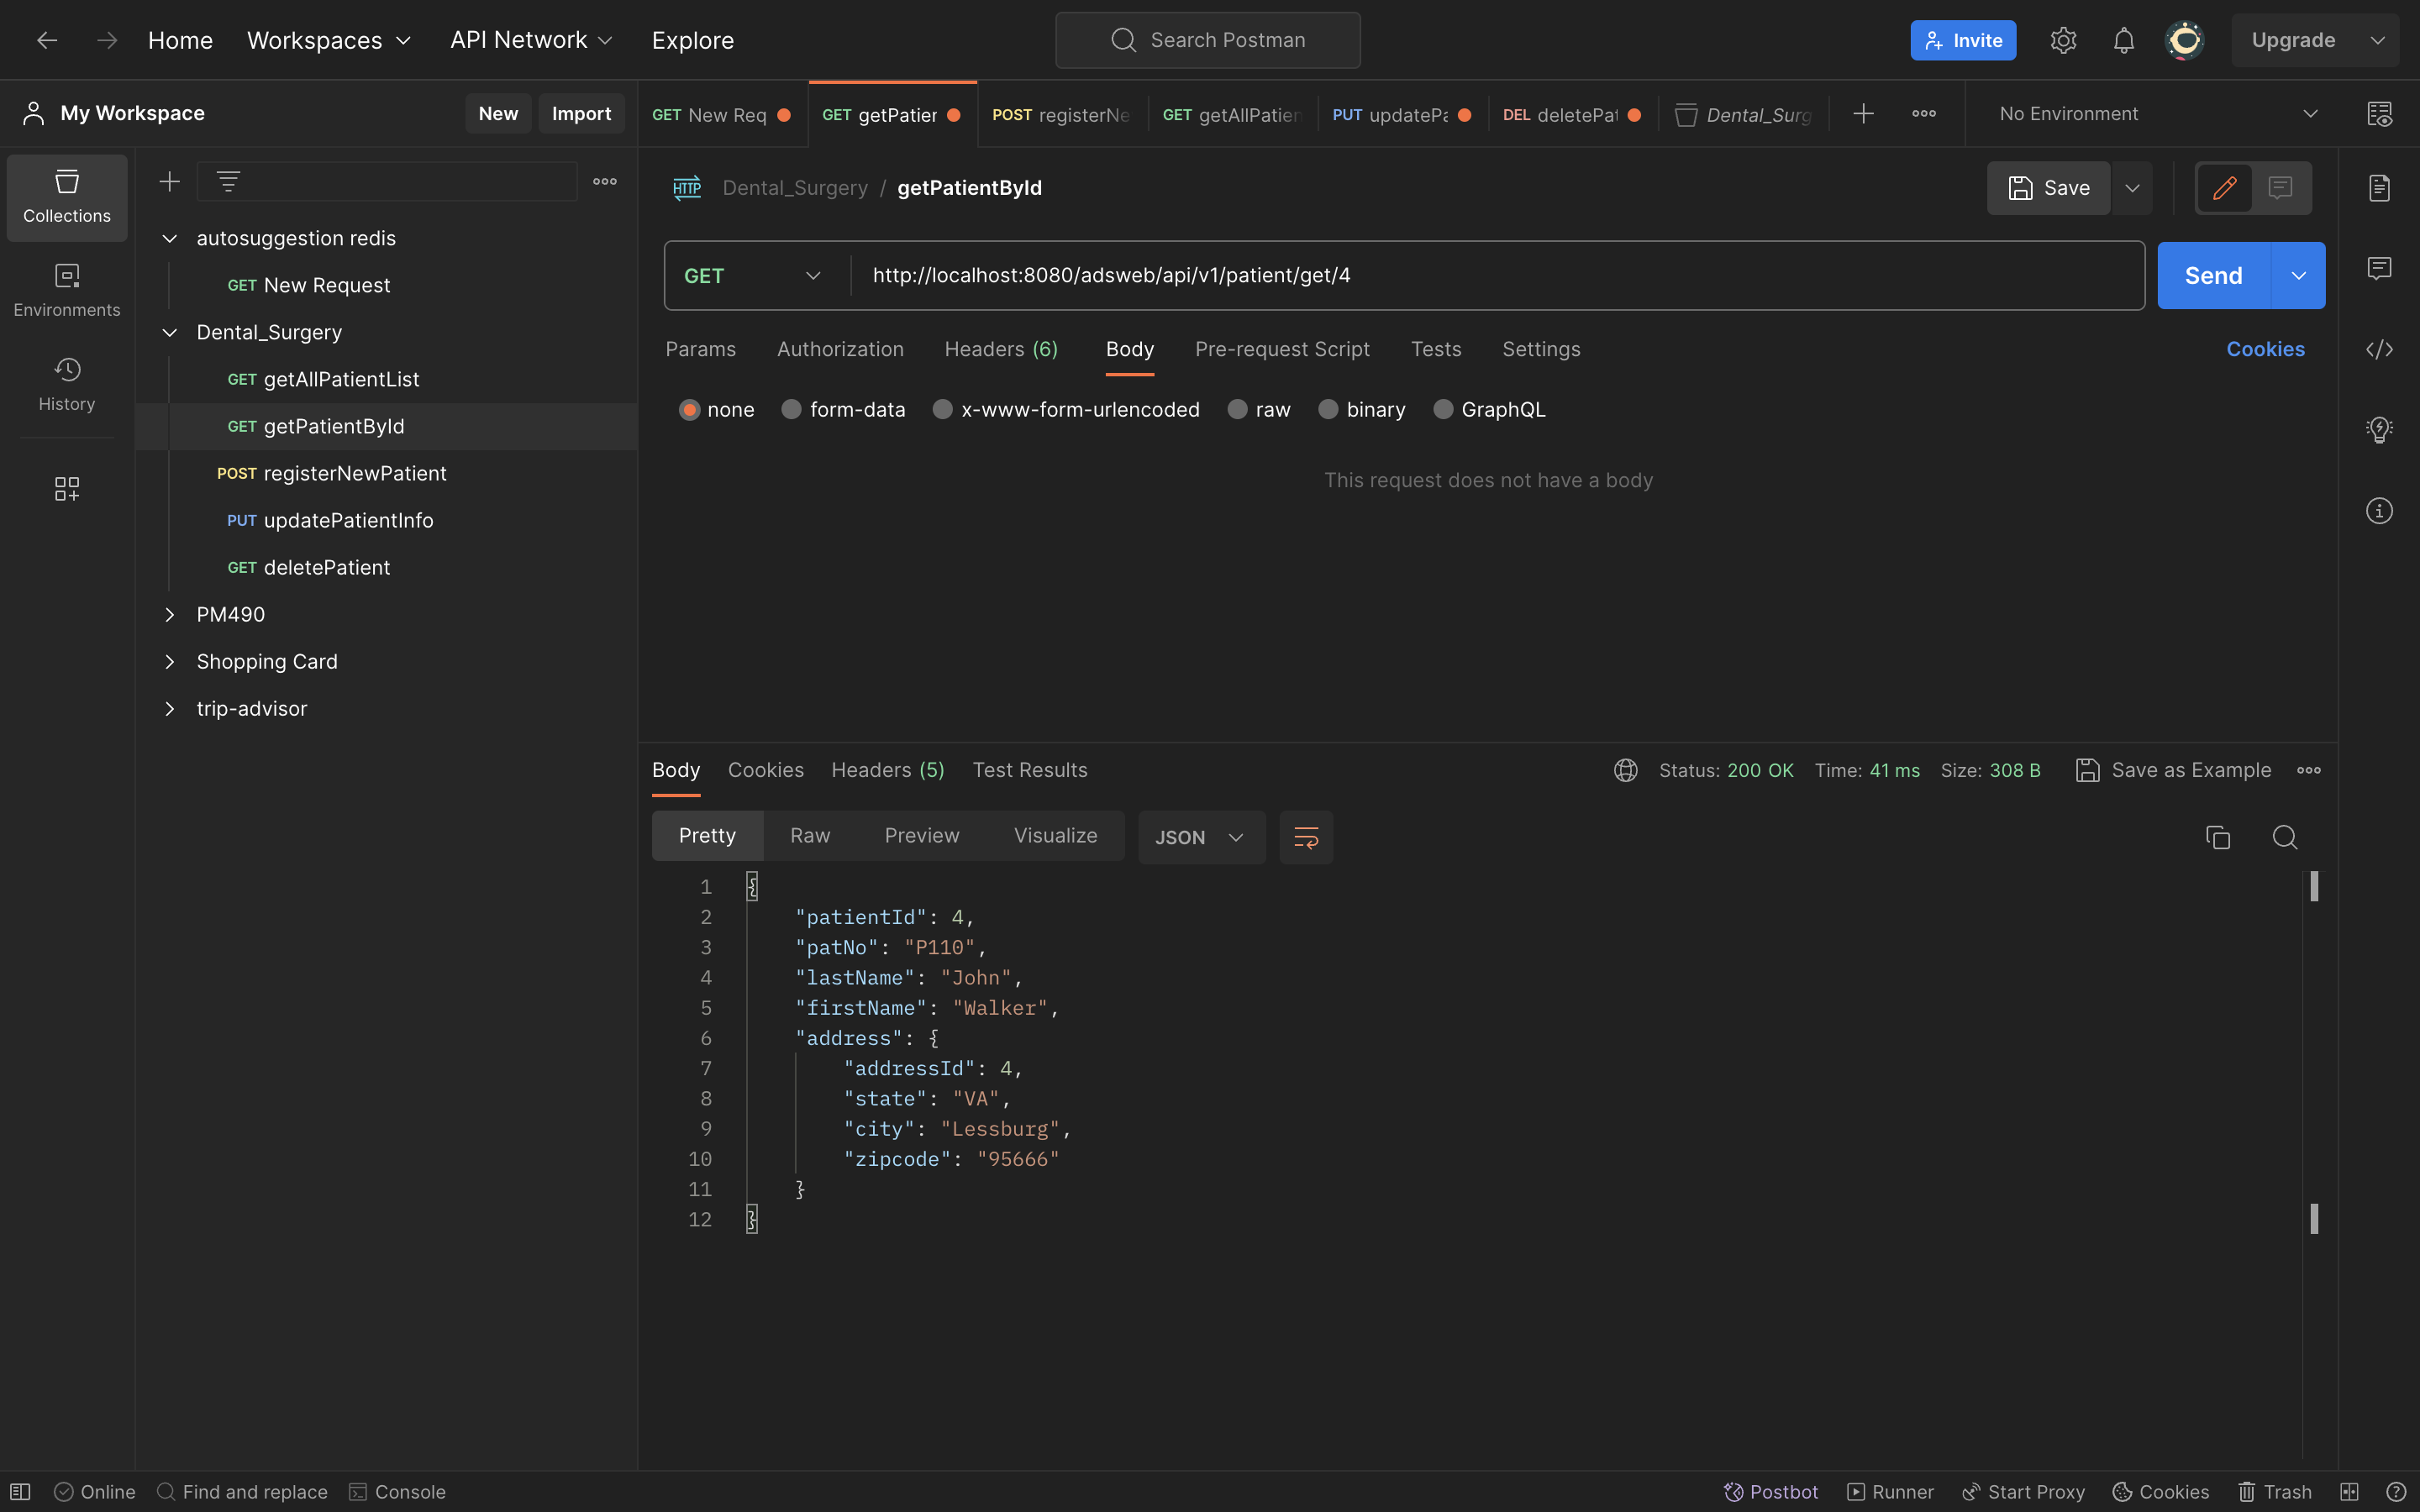 Home Workspaces API Network Explore Search Postman Invite Upgrade
My Workspace New Import
GET New Req GET getPatier POST registerNe GET getAllPatien PUT updatePa DEL deletePat Dental_Surg No Environment
Collections
Environments
History
autosuggestion redis
GET New Request
Dental_Surgery
GET getAllPatientList
GET getPatientById
POST registerNewPatient
PUT updatePatientInfo
GET deletePatient
PM490
Shopping Card
trip-advisor
HTTP Dental_Surgery / getPatientById Save
GET http://localhost:8080/adsweb/api/v1/patient/get/4 Send
Params Authorization Headers (6) Body Pre-request Script Tests Settings Cookies
none form-data x-www-form-urlencoded raw binary GraphQL
This request does not have a body
Body Cookies Headers (5) Test Results Status: 200 OK Time: 41 ms Size: 308 B Save as Example
Pretty Raw Preview Visualize JSON
1 {
2 "patientId": 4,
3 "patNo": "P110",
4 "lastName": "John",
5 "firstName": "Walker",
6 "address": {
7 "addressId": 4,
8 "state": "VA",
9 "city": "Lessburg",
10 "zipcode": "95666"
11 }
12 }
Online Find and replace Console Postbot Runner Start Proxy Cookies Trash